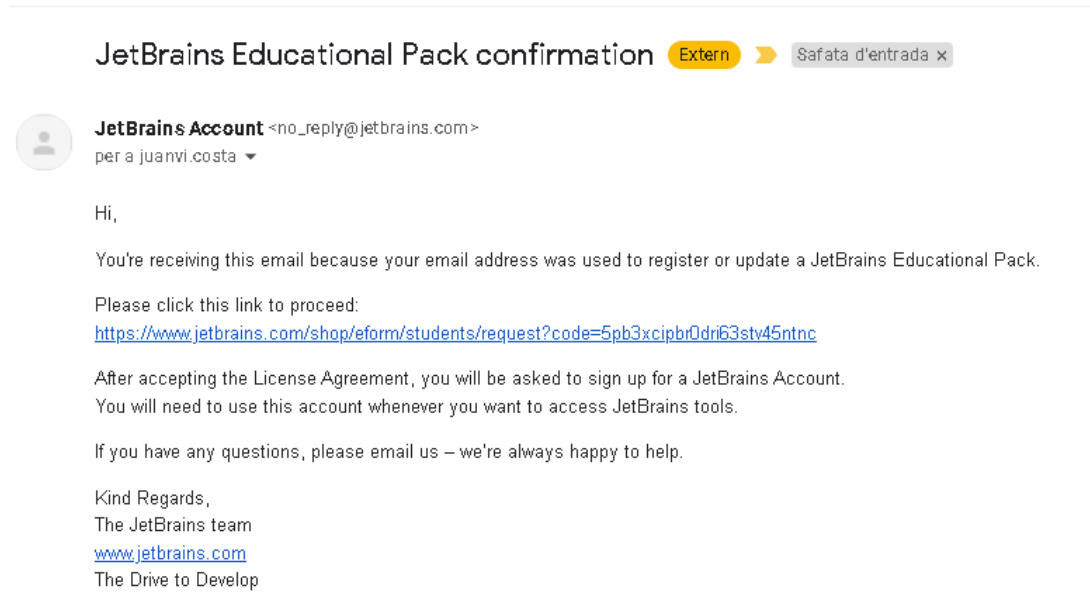 JetBrains Educational Pack confirmation Extern Safata d'entrada x
JetBrains Account <no_reply@jetbrains.com>
per a juanvi.costa
Hi,
You're receiving this email because your email address was used to register or update a JetBrains Educational Pack.
Please click this link to proceed:
https://www.jetbrains.com/shop/eform/students/request?code=5pb3xcipbr0dri63stv45ntnc
After accepting the License Agreement, you will be asked to sign up for a JetBrains Account.
You will need to use this account whenever you want to access JetBrains tools.
If you have any questions, please email us – we're always happy to help.
Kind Regards,
The JetBrains team
www.jetbrains.com
The Drive to Develop